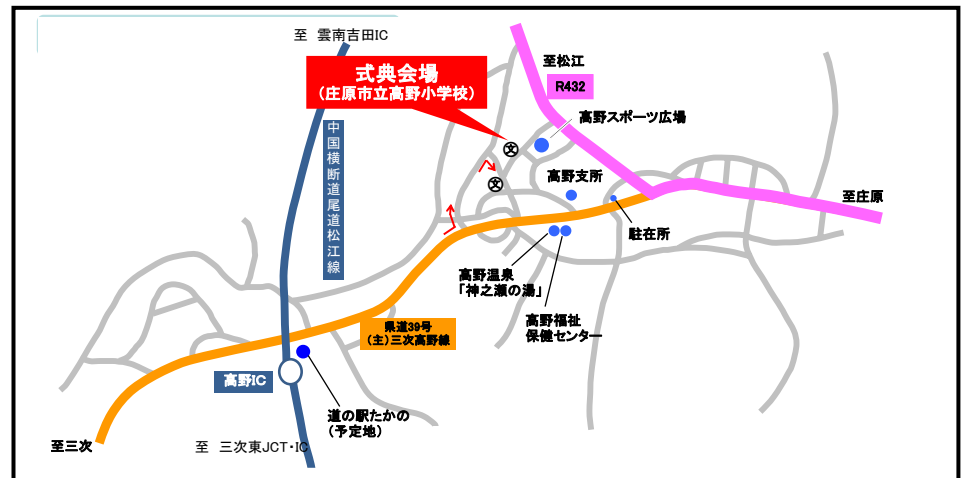 至 雲南吉田IC
式典会場
(庄原市立高野小学校)
至松江
R432
高野スポーツ広場
中国横断道尾道松江線
文
文
高野支所
至庄原
駐在所
高野温泉
「神之瀬の湯」
高野福祉
保健センター
県道39号
(主)三次高野線
高野IC
道の駅たかの
(予定地)
至三次
至 三次東JCT・IC